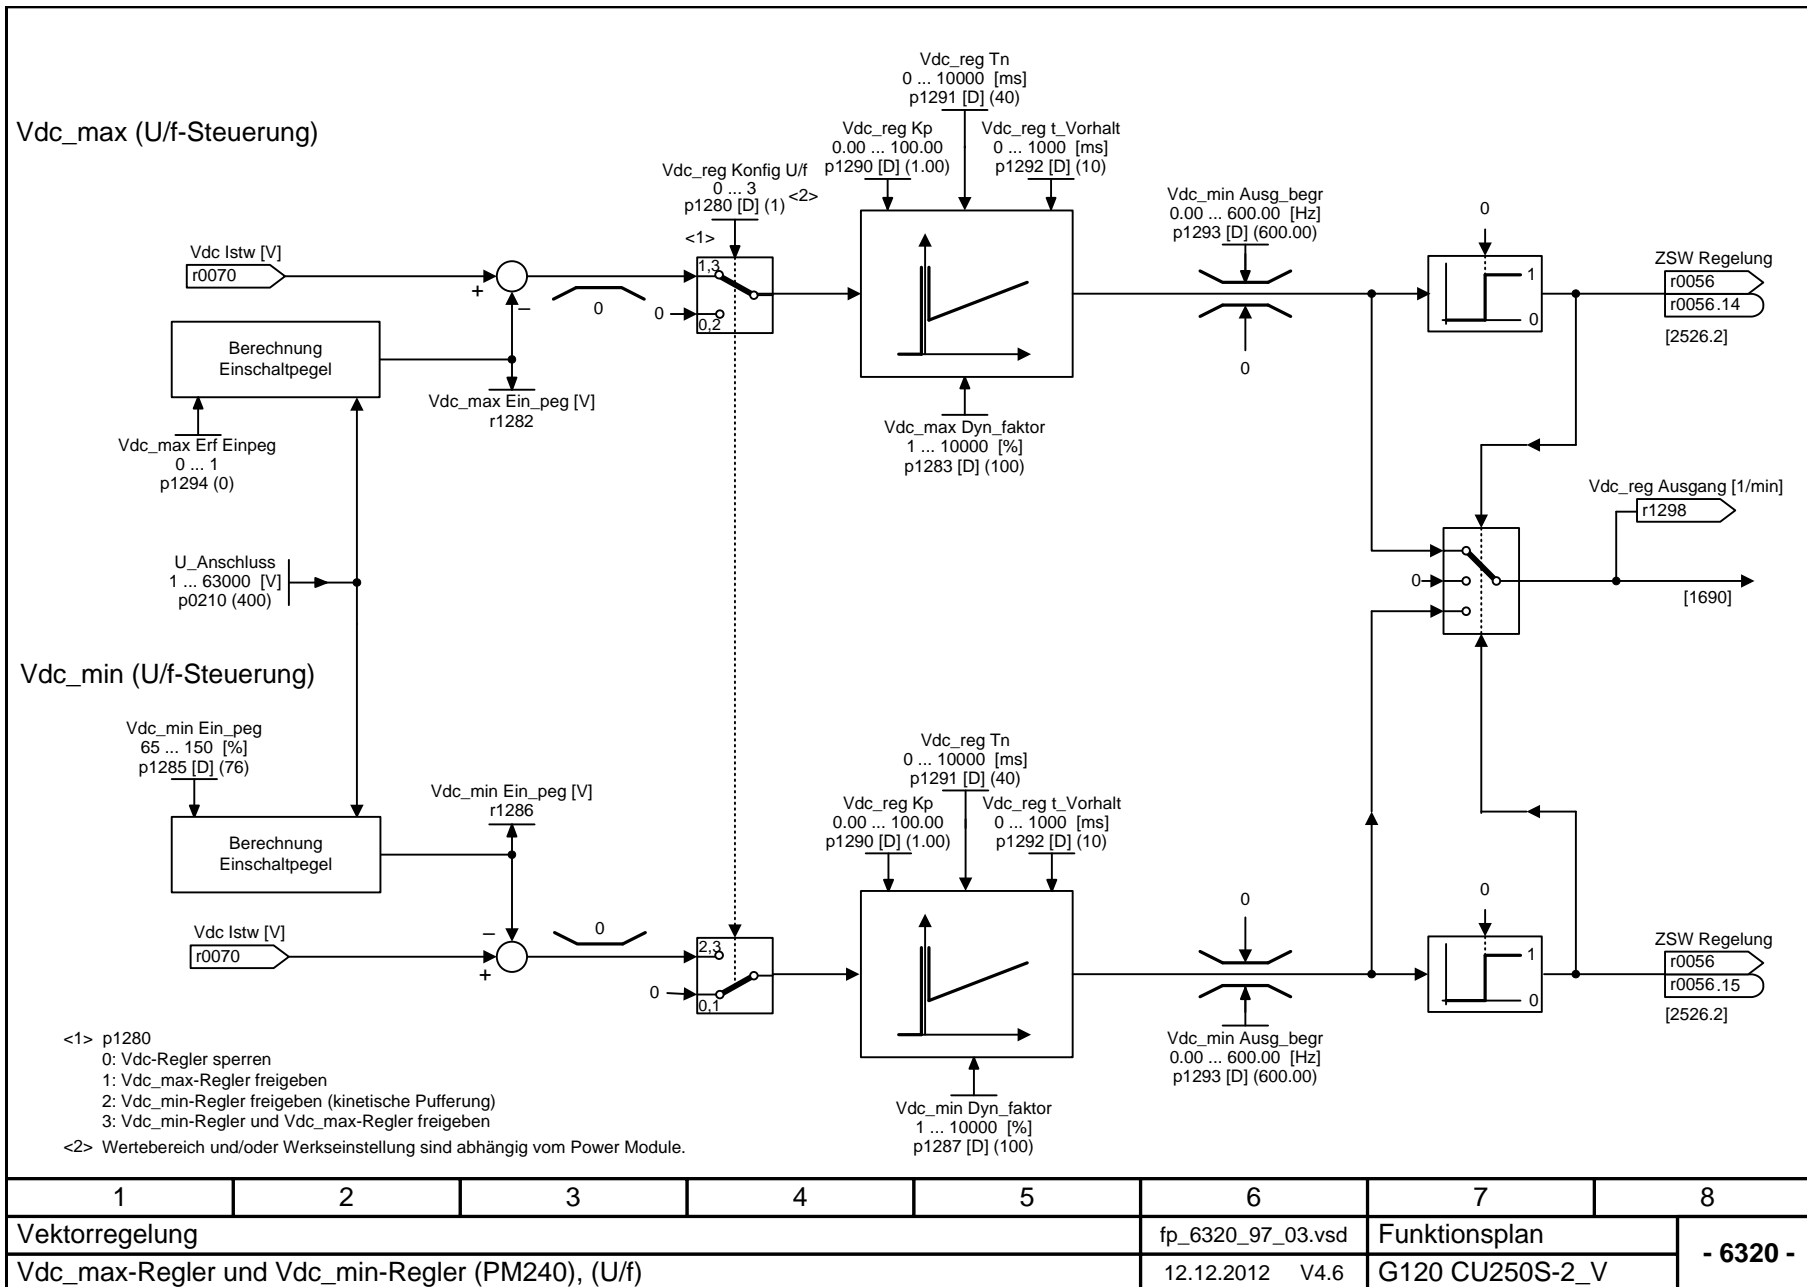 Vdc_max (U/f-Steuerung)
Vdc_reg Tn
0 ... 10000 [ms]
p1291 [D] (40)
Vdc_reg Kp
0.00 ... 100.00
p1290 [D] (1.00)
Vdc_reg t_Vorhalt
0 ... 1000 [ms]
p1292 [D] (10)
Vdc_reg Konfig U/f
0 ... 3
p1280 [D] (1) <2>
<1>
Vdc_min Ausg_begr
0.00 ... 600.00 [Hz]
p1293 [D] (600.00)
0
Vdc Istw [V]
r0070
+
–
0
1,3
0
0,2
0
1
0
ZSW Regelung
r0056
r0056.14
[2526.2]
Berechnung
Einschaltpegel
Vdc_max Ein_peg [V]
r1282
Vdc_max Erf Einpeg
0 ... 1
p1294 (0)
Vdc_max Dyn_faktor
1 ... 10000 [%]
p1283 [D] (100)
Vdc_reg Ausgang [1/min]
r1298
U_Anschluss
1 ... 63000 [V]
p0210 (400)
0
[1690]
Vdc_min (U/f-Steuerung)
Vdc_min Ein_peg
65 ... 150 [%]
p1285 [D] (76)
Vdc_min Ein_peg [V]
r1286
Vdc_reg Tn
0 ... 10000 [ms]
p1291 [D] (40)
Vdc_reg Kp
0.00 ... 100.00
p1290 [D] (1.00)
Vdc_reg t_Vorhalt
0 ... 1000 [ms]
p1292 [D] (10)
Berechnung
Einschaltpegel
0
0
Vdc Istw [V]
r0070
–
+
0
2,3
0
0,1
1
0
ZSW Regelung
r0056
r0056.15
[2526.2]
Vdc_min Ausg_begr
0.00 ... 600.00 [Hz]
p1293 [D] (600.00)
Vdc_min Dyn_faktor
1 ... 10000 [%]
p1287 [D] (100)
<1> p1280
0: Vdc-Regler sperren
1: Vdc_max-Regler freigeben
2: Vdc_min-Regler freigeben (kinetische Pufferung)
3: Vdc_min-Regler und Vdc_max-Regler freigeben
<2> Wertebereich und/oder Werkseinstellung sind abhängig vom Power Module.
1 2 3 4 5 6 7 8
Vektorregelung
fp_6320_97_03.vsd
Funktionsplan
- 6320 -
Vdc_max-Regler und Vdc_min-Regler (PM240), (U/f)
12.12.2012 V4.6
G120 CU250S-2_V